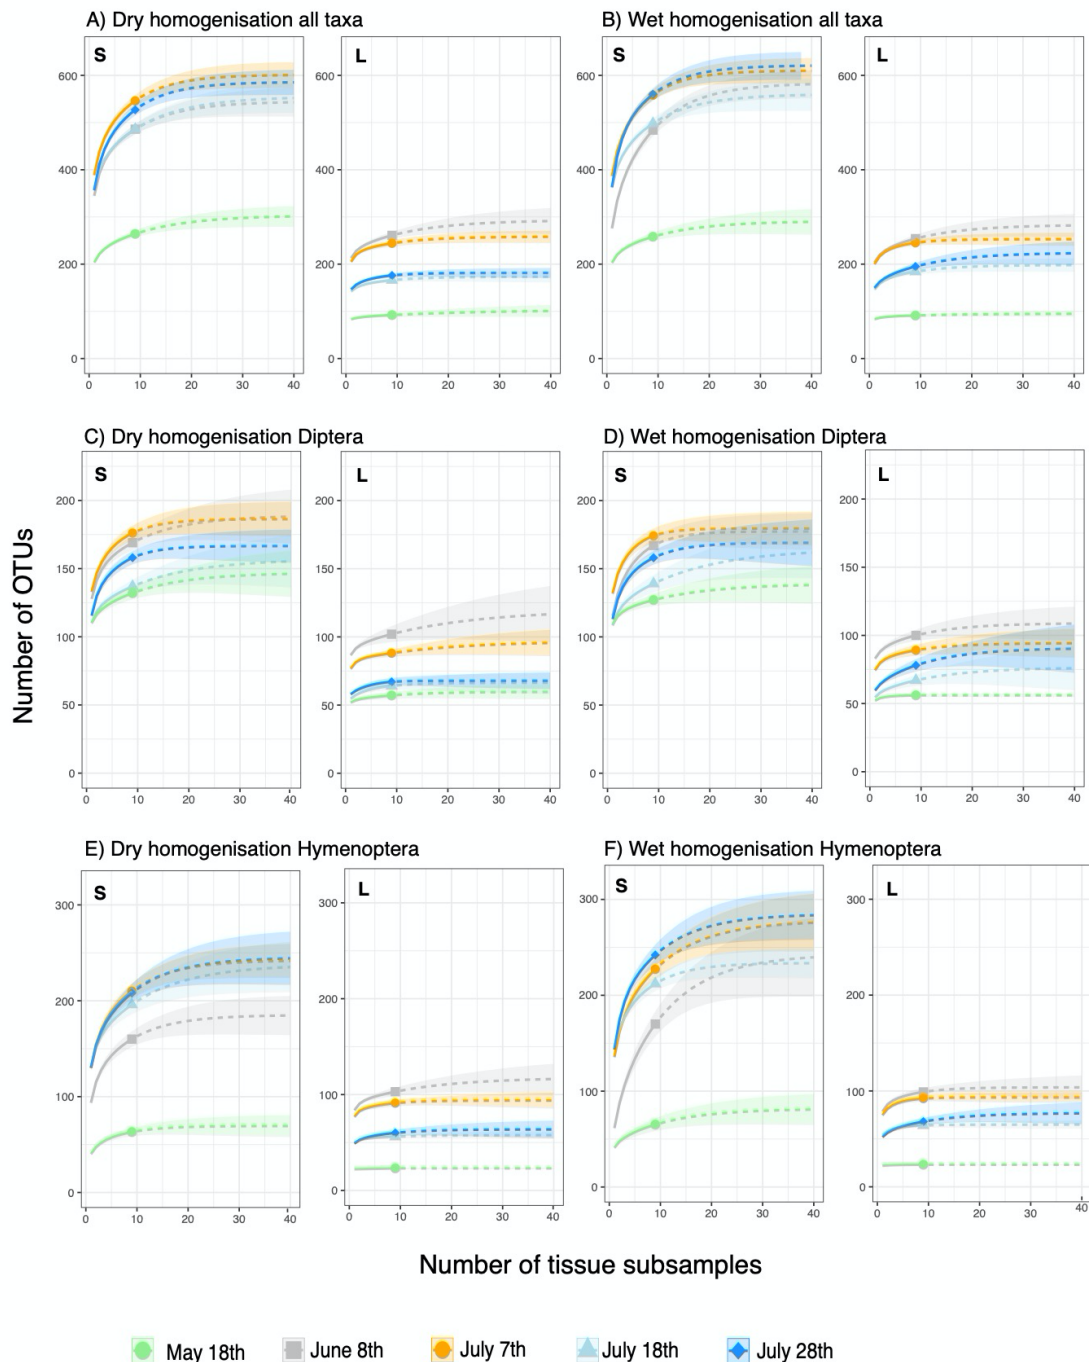 A) Dry homogenisation all taxa
B) Wet homogenisation all taxa
S
L
S
L
600
400
200
0
600
400
200
0
600
400
200
0
600
400
200
0
0 10 20 30 40
0 10 20 30 40
0 10 20 30 40
0 10 20 30 40
C) Dry homogenisation Diptera
D) Wet homogenisation Diptera
S
L
S
L
200
150
100
50
0
200
150
100
50
0
200
150
100
50
0
200
150
100
50
0
0 10 20 30 40
0 10 20 30 40
0 10 20 30 40
0 10 20 30 40
Number of OTUs
E) Dry homogenisation Hymenoptera
F) Wet homogenisation Hymenoptera
S
L
S
L
300
200
100
0
300
200
100
0
300
200
100
0
300
200
100
0
0 10 20 30 40
0 10 20 30 40
0 10 20 30 40
0 10 20 30 40
Number of tissue subsamples
May 18th
June 8th
July 7th
July 18th
July 28th